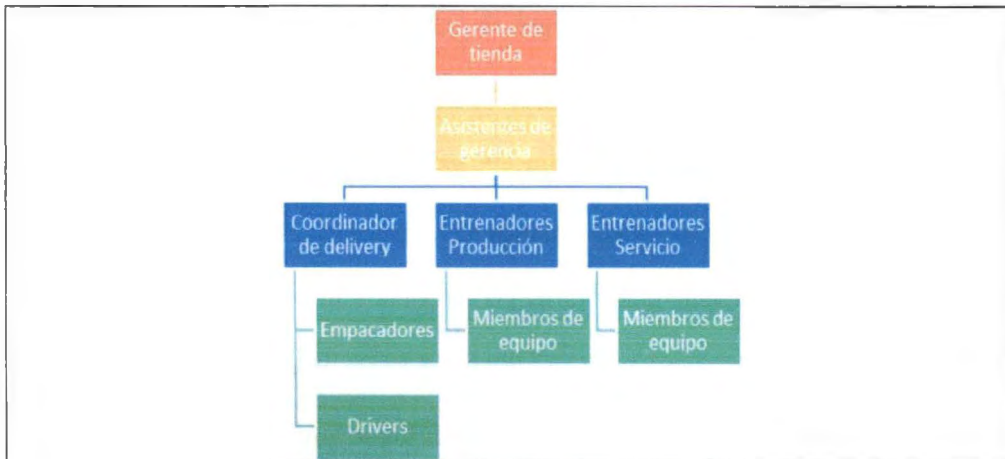 Gerente de
tienda
Asistentes de
gerencia
Coordinador
de delivery
Entrenadores
Producción
Entrenadores
Servicio
Empacadores
Miembros de
equipo
Miembros de
equipo
Drivers